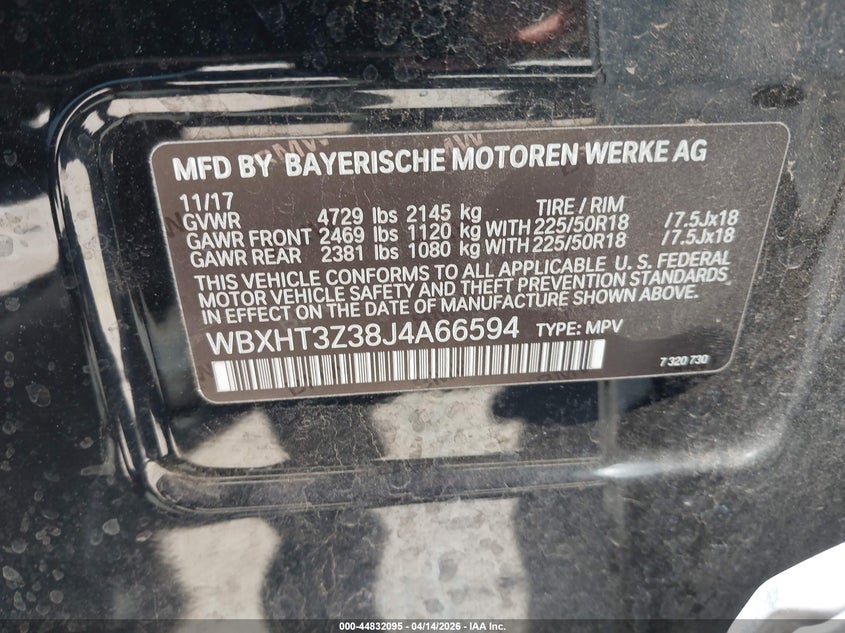 MFD BY BAYERISCHE MOTOREN WERKE AG
11/17 TIRE / RIM
GVWR 4729 lbs 2145 kg
GAWR FRONT 2469 lbs 1120 kg WITH 225/50R18 /7.5Jx18
GAWR REAR 2381 lbs 1080 kg WITH 225/50R18 /7.5Jx18
THIS VEHICLE CONFORMS TO ALL APPLICABLE U. S. FEDERAL
MOTOR VEHICLE SAFETY AND THEFT PREVENTION STANDARDS
IN EFFECT ON THE DATE OF MANUFACTURE SHOWN ABOVE.
WBXHT3Z38J4A66594 TYPE: MPV
7 320 730
000-44832095 - 04/14/2026 - IAA Inc.